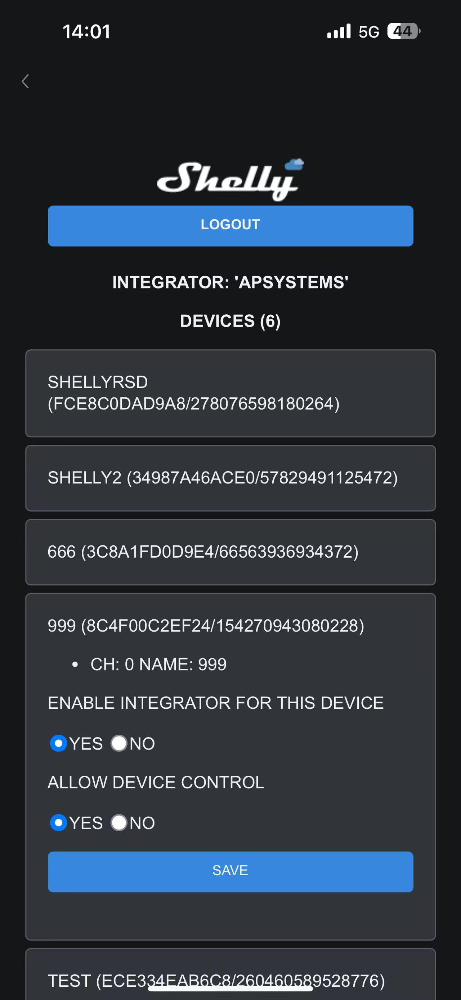 14:01
5G 44
Shelly
LOGOUT
INTEGRATOR: 'APSYSTEMS'
DEVICES (6)
SHELLYRSD
(FCE8C0DAD9A8/278076598180264)
SHELLY2 (34987A46ACE0/57829491125472)
666 (3C8A1FD0D9E4/66563936934372)
999 (8C4F00C2EF24/154270943080228)
• CH: 0 NAME: 999
ENABLE INTEGRATOR FOR THIS DEVICE
YES NO
ALLOW DEVICE CONTROL
YES NO
SAVE
TEST (ECE334EAB6C8/260460589528776)